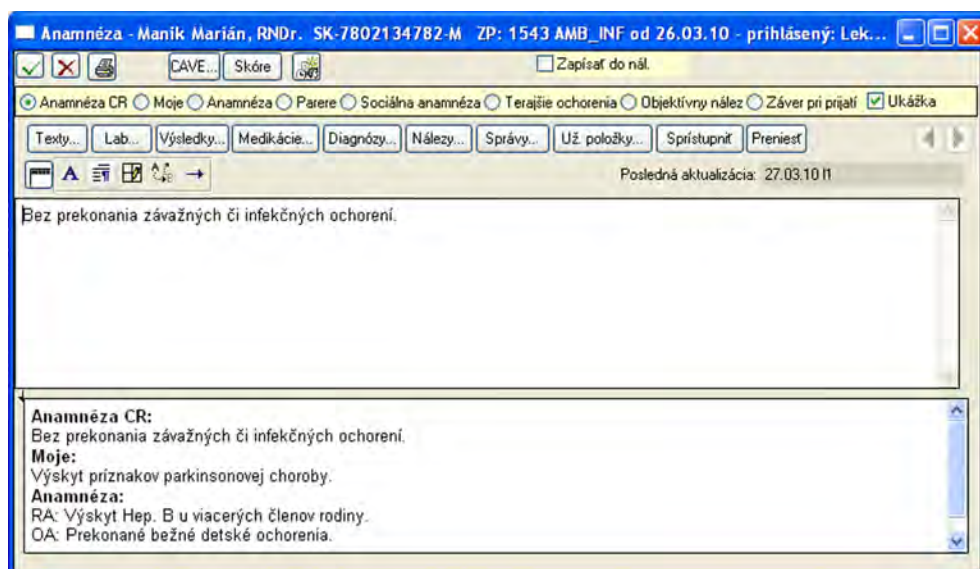 Anamnéza - Maník Marián, RNDr. SK-7802134782-M ZP: 1543 AMB_INF od 26.03.10 - prihlásený: Lek...
CAVE... Skóre Zapísať do nál.
Anamnéza CR Moje Anamnéza Parere Sociálna anamnéza Terajšie ochorenia Objektívny nález Záver pri prijatí Ukážka
Texty... Lab... Výsledky... Medikácie... Diagnózy... Nálezy... Správy... Už. položky... Sprístupniť Preniesť
Posledná aktualizácia: 27.03.10 I1
Bez prekonania závažných či infekčných ochorení.
Anamnéza CR:
Bez prekonania závažných či infekčných ochorení.
Moje:
Výskyt príznakov parkinsonovej choroby.
Anamnéza:
RA: Výskyt Hep. B u viacerých členov rodiny.
OA: Prekonané bežné detské ochorenia.